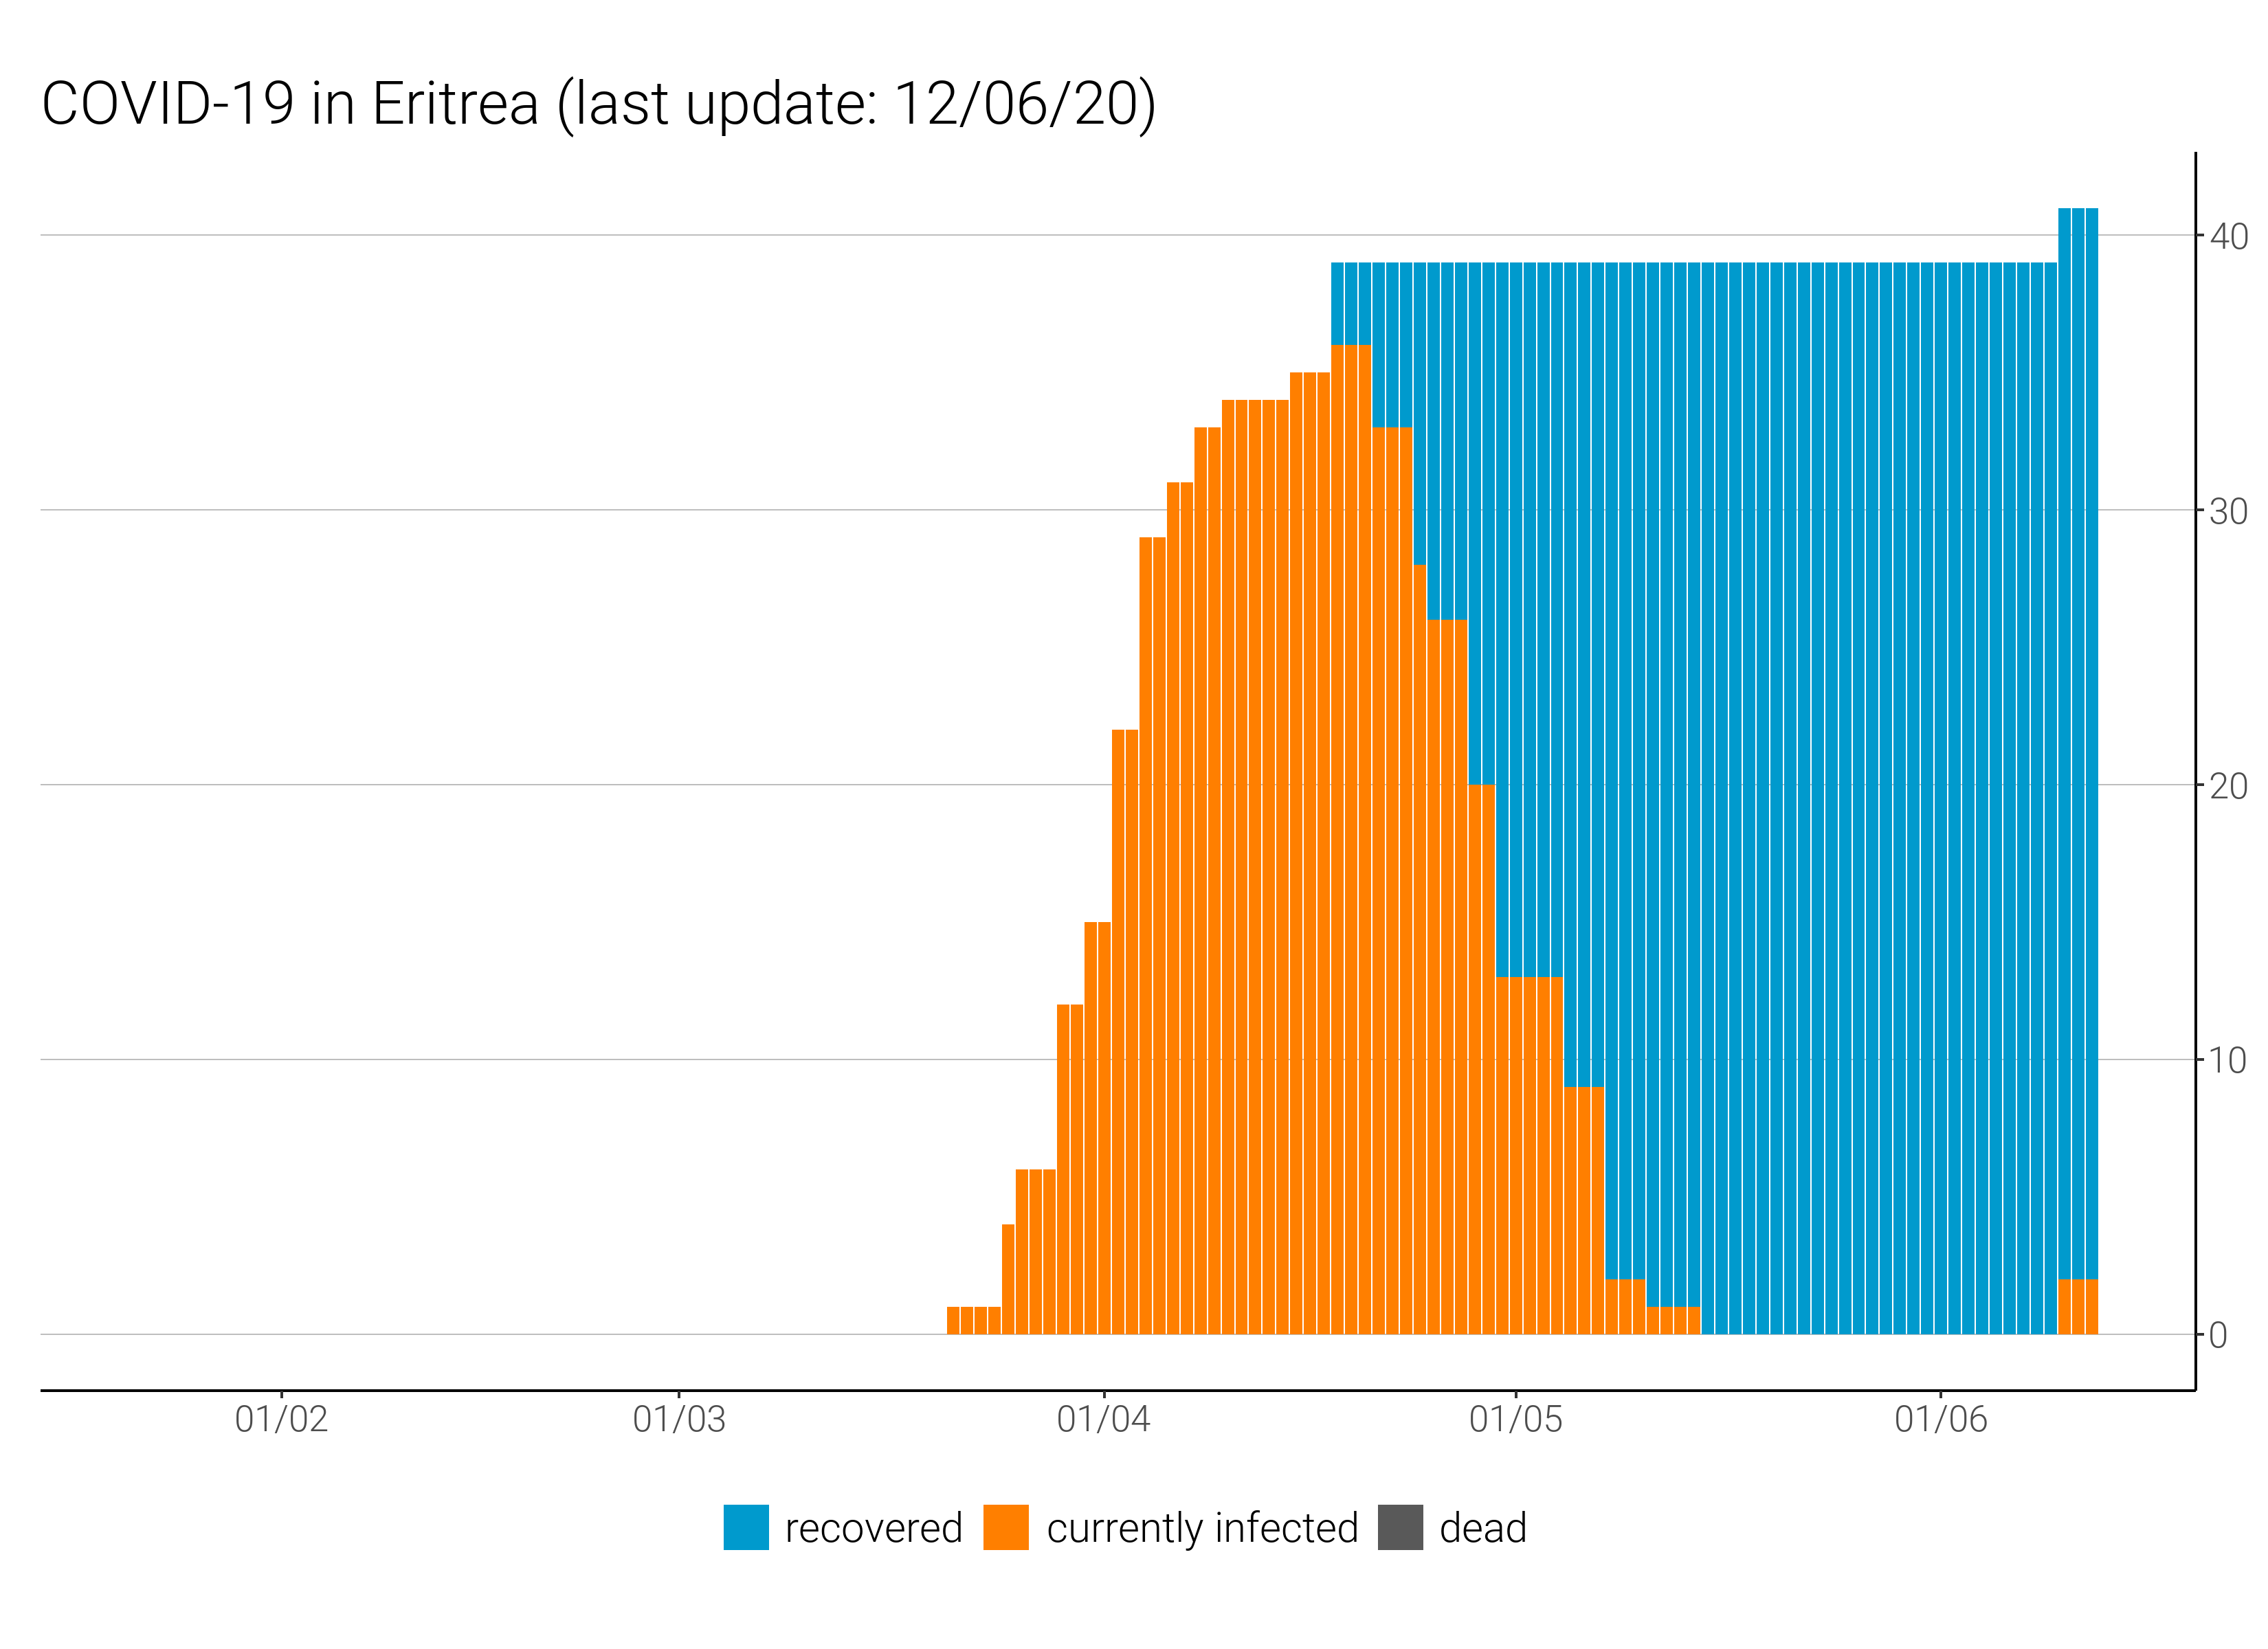 COVID-19 in Eritrea (last update: 12/06/20)
40
30
20
10
0
01/02 01/03 01/04 01/05 01/06
recovered currently infected dead